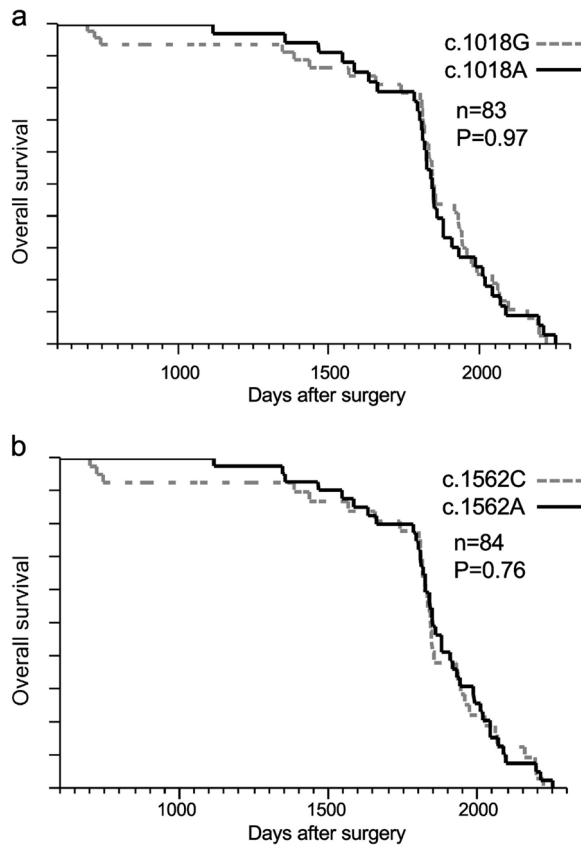 a
Overall survival
c.1018G
c.1018A
n=83
P=0.97
1000 1500 2000
Days after surgery
b
Overall survival
c.1562C
c.1562A
n=84
P=0.76
1000 1500 2000
Days after surgery